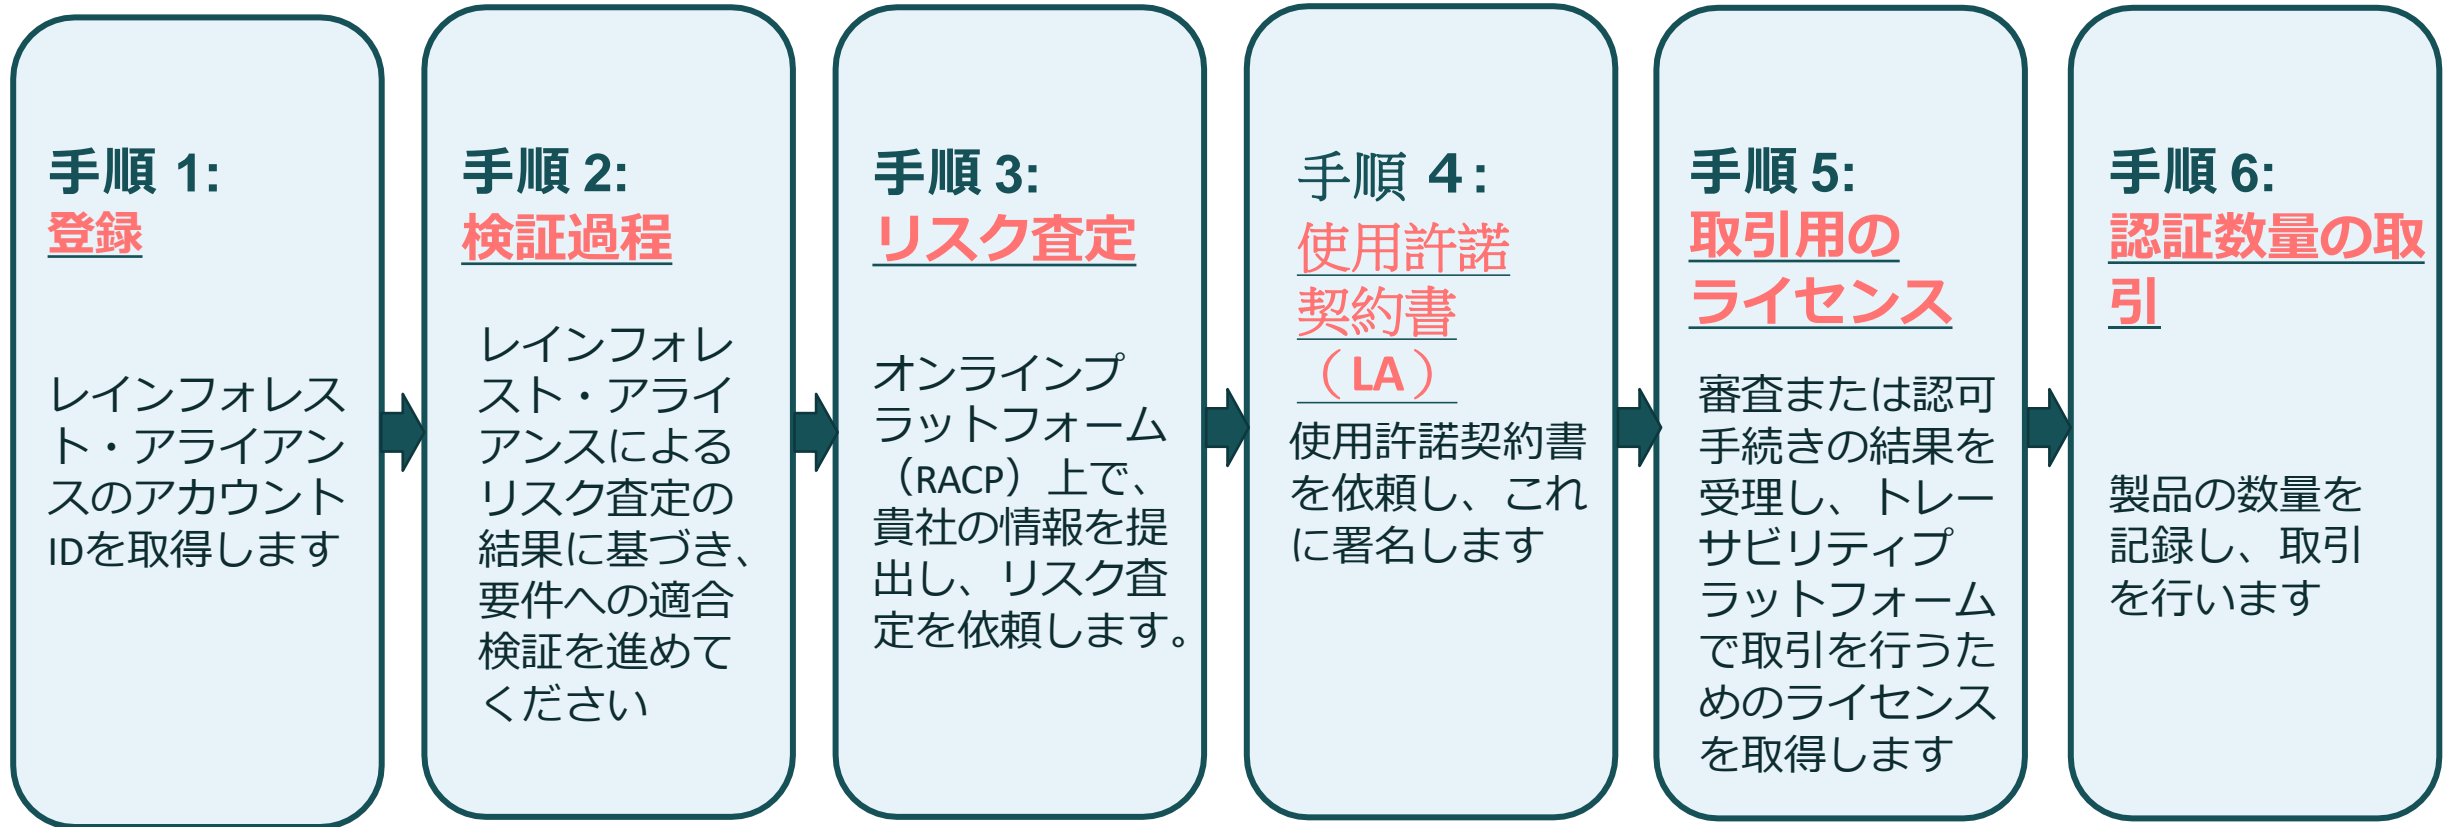 手順 1:
登録
レインフォレス
ト・アライアン
スのアカウント
IDを取得します
手順 2:
検証過程
レインフォレ
スト・アライ
アンスによる
リスク査定の
結果に基づき、
要件への適合
検証を進めて
ください
手順 3:
リスク査定
オンラインプ
ラットフォーム
（RACP）上で、
貴社の情報を提
出し、リスク査
定を依頼します。
手順 ４:
使用許諾
契約書
（LA）
使用許諾契約書
を依頼し、これ
に署名します
手順 5:
取引用の
ライセンス
審査または認可
手続きの結果を
受理し、トレー
サビリティプ
ラットフォーム
で取引を行うた
めのライセンス
を取得します
手順 6:
認証数量の取
引
製品の数量を
記録し、取引
を行います